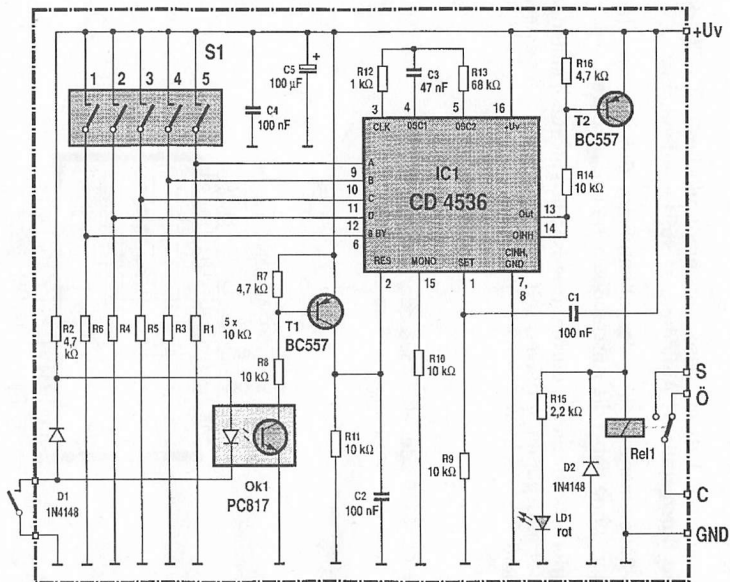 +Uv
S1
1 2 3 4 5
C5
100 µF
+
C4
100 nF
R12
1 kΩ
C3
47 nF
R13
68 kΩ
R16
4,7 kΩ
T2
BC557
3 4 5 16
CLK OSC1 OSC2 +Uv
IC1
CD 4536
A
9
B
10
C
11
D
12
8 BY
6
Out 13
OINH 14
R14
10 kΩ
RES MONO SET CINH, GND
2 15 1 7, 8
R7
4,7 kΩ
T1
BC557
C1
100 nF
R2
4,7 kΩ
R6 R4 R5 R3 R1
5 x
10 kΩ
R8
10 kΩ
R10
10 kΩ
S
Ö
R15
2,2 kΩ
Rel1
R11
10 kΩ
R9
10 kΩ
D2
1N4148
Ok1
PC817
D1
1N4148
C2
100 nF
C
LD1
rot
GND